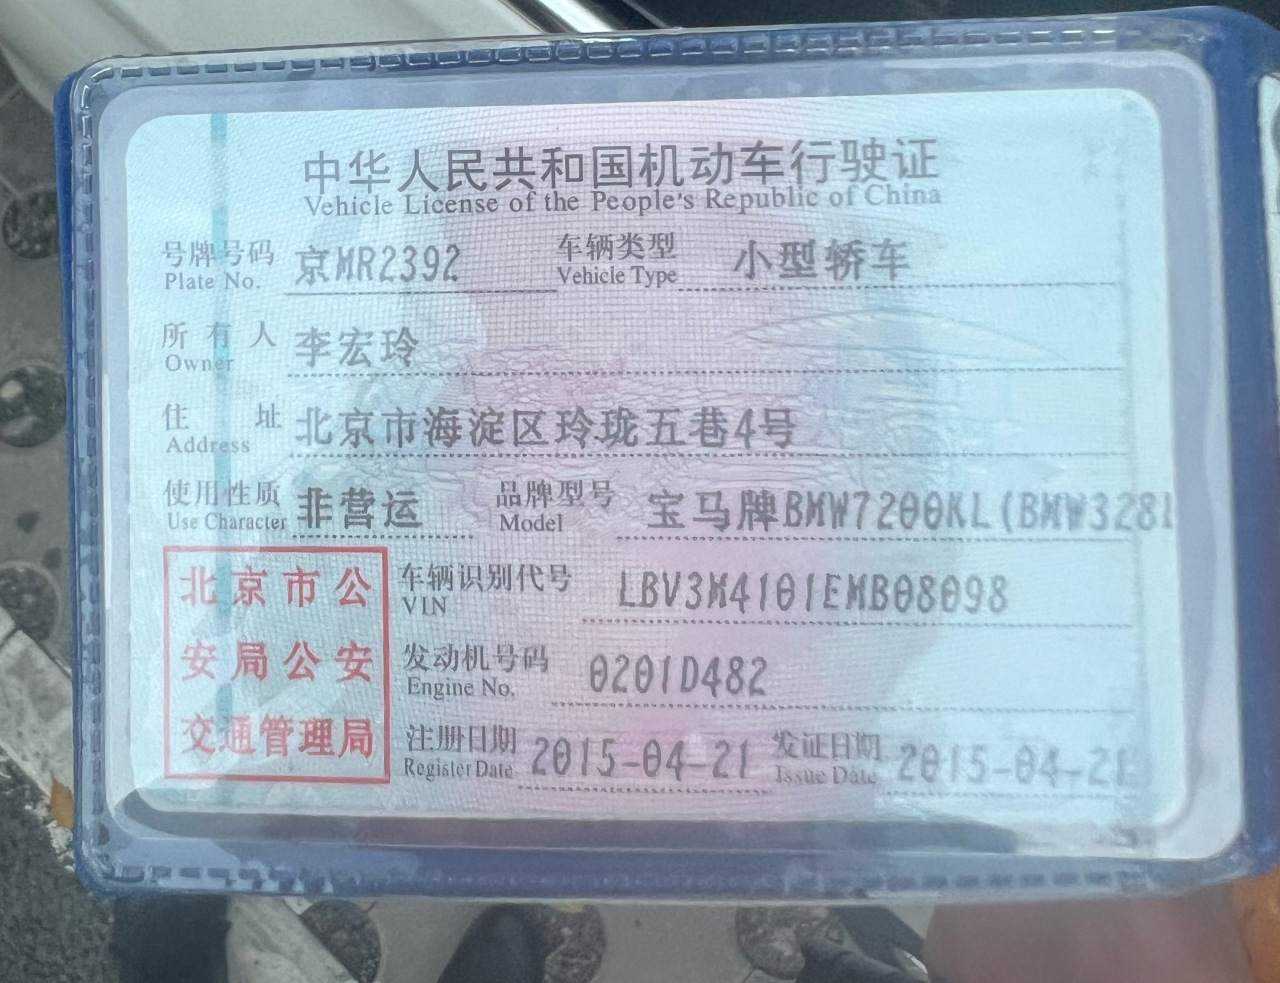 中华人民共和国机动车行驶证
Vehicle License of the People's Republic of China
号牌号码 京MR2392 车辆类型 小型轿车
Plate No. Vehicle Type
所有人 李宏玲
Owner
住址 北京市海淀区玲珑五巷4号
Address
使用性质 非营运 品牌型号 宝马牌BMW7200KL(BMW328l
Use Character Model
北京市公
安局公安
交通管理局
车辆识别代号 LBV3M4101EMB08098
VIN
发动机号码 0201D482
Engine No.
注册日期 2015-04-21 发证日期 2015-04-21
Register Date Issue Date